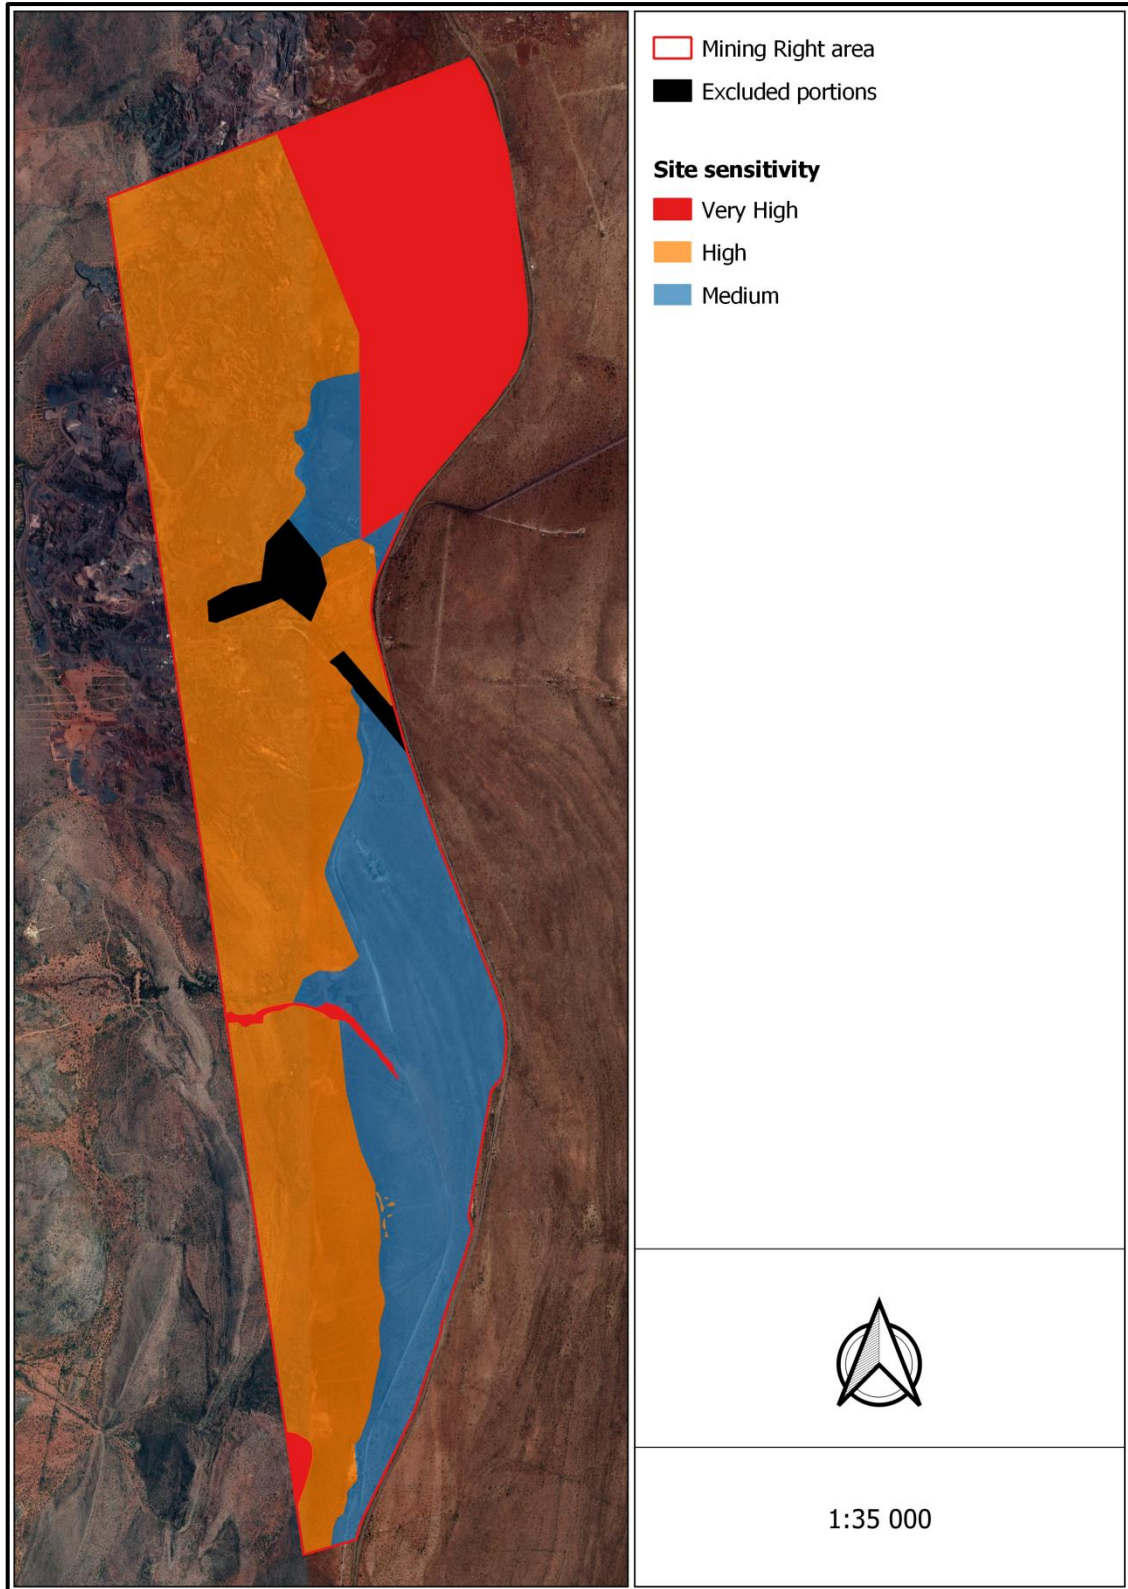 Mining Right area
Excluded portions
Site sensitivity
Very High
High
Medium
1:35 000